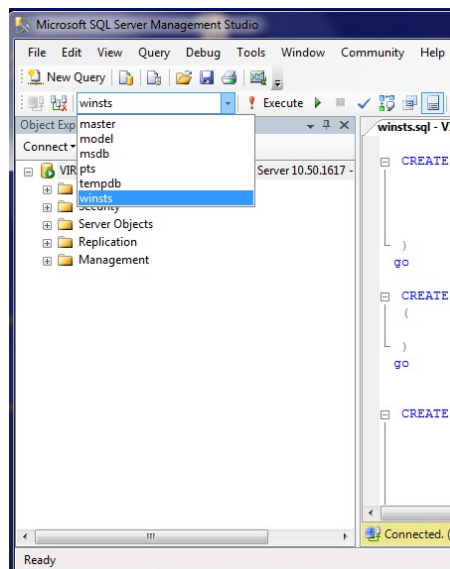 Microsoft SQL Server Management Studio
File Edit View Query Debug Tools Window Community Help
New Query
winsts Execute
Object Exp
master
model
msdb
pts
tempdb
winsts
Connect
VIR Server 10.50.1617 -
Security
Server Objects
Replication
Management
winsts.sql - V
CREATE
)
go
CREATE
(
)
go
CREATE
Connected. (
Ready